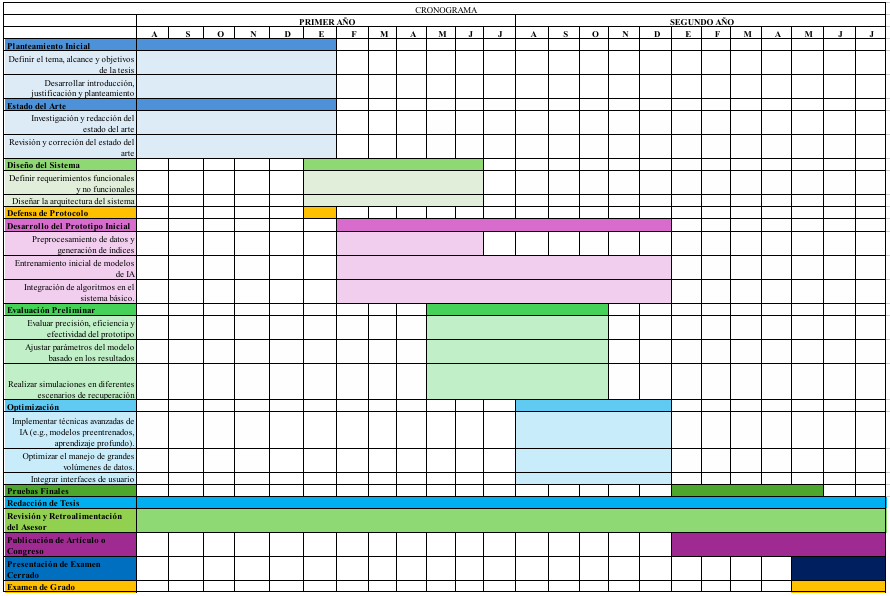 CRONOGRAMA
PRIMER AÑO SEGUNDO AÑO
A S O N D E F M A M J J A S O N D E F M A M J J
Planteamiento Inicial
Definir el tema, alcance y objetivos
de la tesis
Desarrollar introducción,
justificación y planteamiento
Estado del Arte
Investigación y redacción del
estado del arte
Revisión y correción del estado del
arte
Diseño del Sistema
Definir requerimientos funcionales
y no funcionales
Diseñar la arquitectura del sistema
Defensa de Protocolo
Desarrollo del Prototipo Inicial
Preprocesamiento de datos y
generación de índices
Entrenamiento inicial de modelos
de IA
Integración de algoritmos en el
sistema básico.
Evaluación Preliminar
Evaluar precisión, eficiencia y
efectividad del prototipo
Ajustar parámetros del modelo
basado en los resultados
Realizar simulaciones en diferentes
escenarios de recuperación
Optimización
Implementar técnicas avanzadas de
IA (e.g., modelos preentrenados,
aprendizaje profundo).
Optimizar el manejo de grandes
volúmenes de datos.
Integrar interfaces de usuario
Pruebas Finales
Redacción de Tesis
Revisión y Retroalimentación
del Asesor
Publicación de Artículo o
Congreso
Presentación de Examen
Cerrado
Examen de Grado